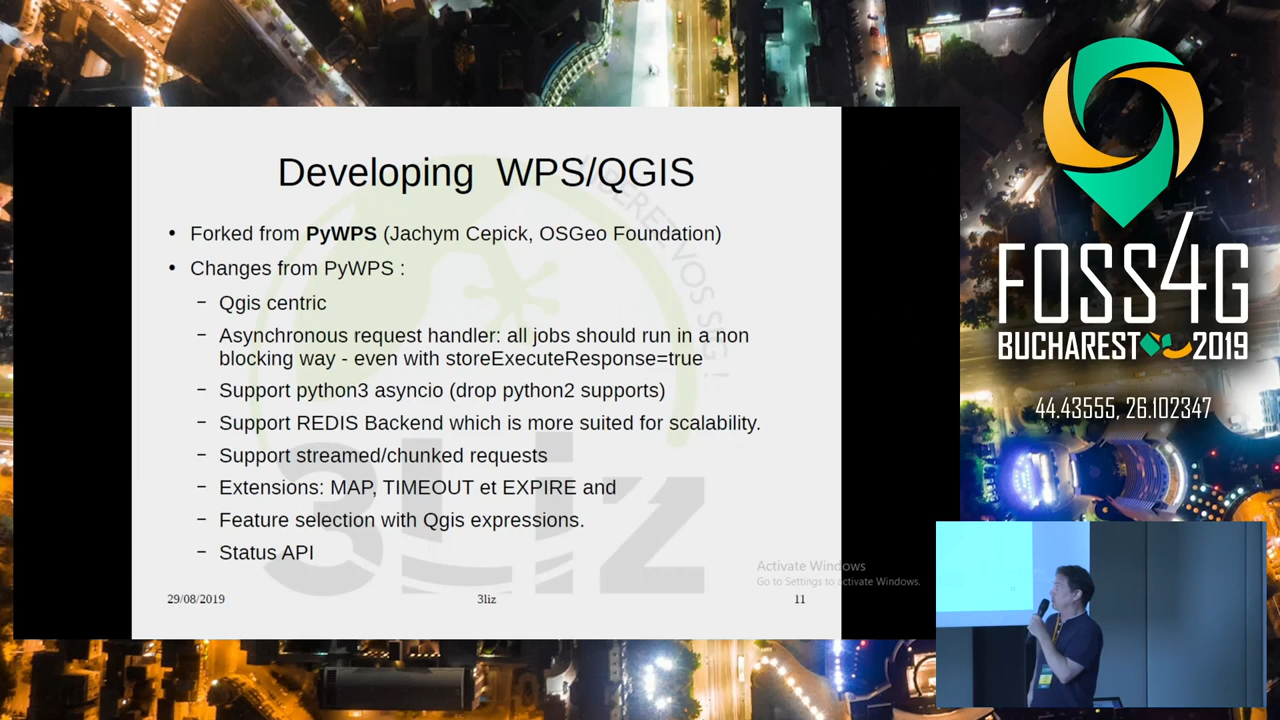 Developing WPS/QGIS
• Forked from PyWPS (Jachym Cepick, OSGeo Foundation)
• Changes from PyWPS :
– Qgis centric
– Asynchronous request handler: all jobs should run in a non
blocking way - even with storeExecuteResponse=true
– Support python3 asyncio (drop python2 supports)
– Support REDIS Backend which is more suited for scalability.
– Support streamed/chunked requests
– Extensions: MAP, TIMEOUT et EXPIRE and
– Feature selection with Qgis expressions.
– Status API
3liz
29/08/2019
3liz
11
Activate Windows
Go to Settings to activate Windows.
FOSS4G
BUCHAREST 2019
44.43555, 26.102347